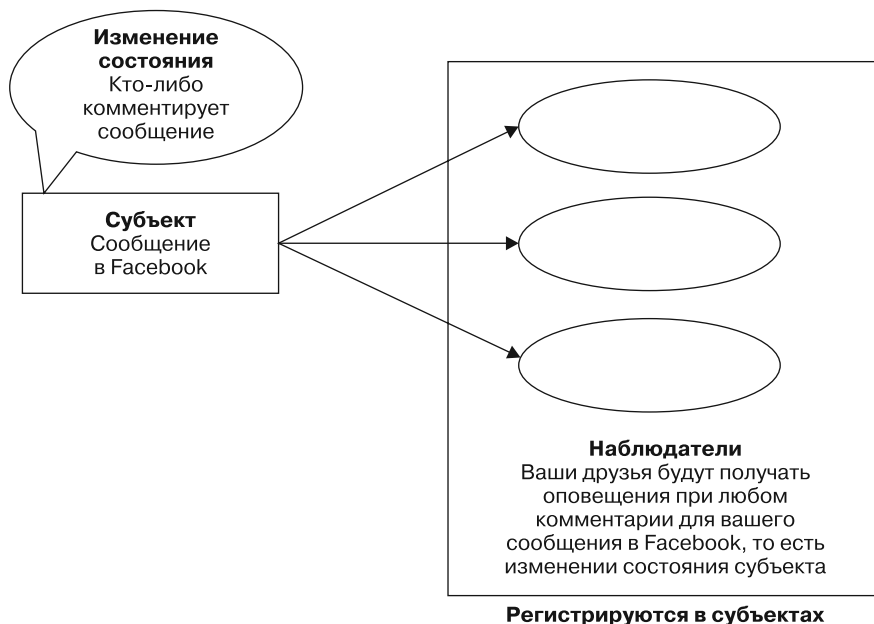 Изменение
состояния
Кто-либо
комментирует
сообщение
Субъект
Сообщение
в Facebook
Наблюдатели
Ваши друзья будут получать
оповещения при любом
комментарии для вашего
сообщения в Facebook, то есть
изменении состояния субъекта
Регистрируются в субъектах